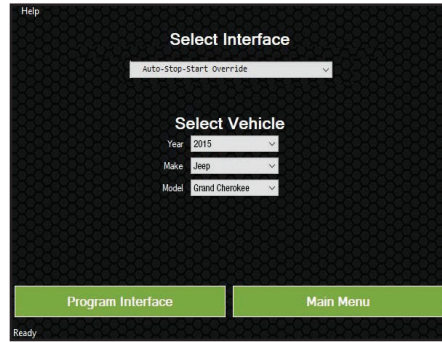 Help
Select Interface
Auto-Stop-Start Override
Select Vehicle
Year 2015
Make Jeep
Model Grand Cherokee
Program Interface Main Menu
Ready